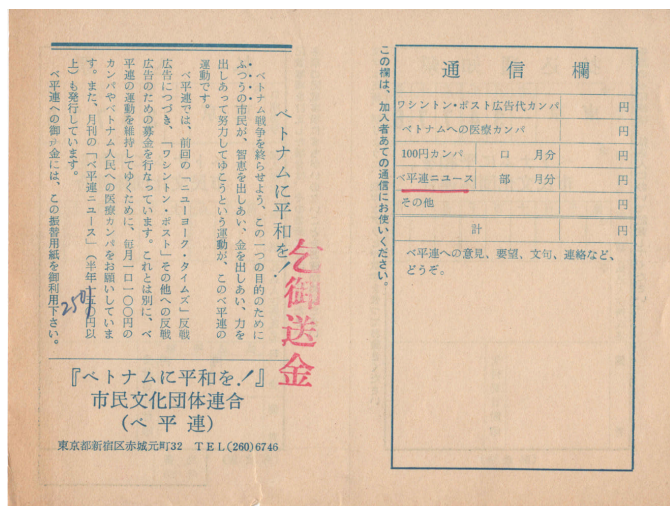 通信欄
ワシントン・ポスト広告代カンパ 円
ベトナムへの医療カンパ 円
100円カンパ 口 月分 円
ベ平連ニュース 部 月分 円
その他 円
計 円
ベ平連への意見、要望、文句、連絡など、
どうぞ。
この欄は、加入者あての通信にお使いください。
乞御送金
ベトナムに平和を!
ベトナム戦争を終らせよう、この一つの目的のために
ふつうの市民が、智恵を出しあい、金を出しあい、力を
出しあって努力してゆこうという運動が、このベ平連の
運動です。
ベ平連では、前回の「ニューヨーク・タイムズ」反戦
広告につづき、「ワシントン・ポスト」その他への反戦
広告のための募金を行なっています。これとは別に、ベ
平連の運動を維持してゆくために、毎月一口一〇〇円の
カンパやベトナム人民への医療カンパをお願いしていま
す。また、月刊の「ベ平連ニュース」(半年 円以
上)も発行しています。
ベ平連への御 金には、この振替用紙を御利用下さい。
250
『ベトナムに平和を!』
市民文化団体連合
(ベ平連)
東京都新宿区赤城元町32 TEL(260)6746